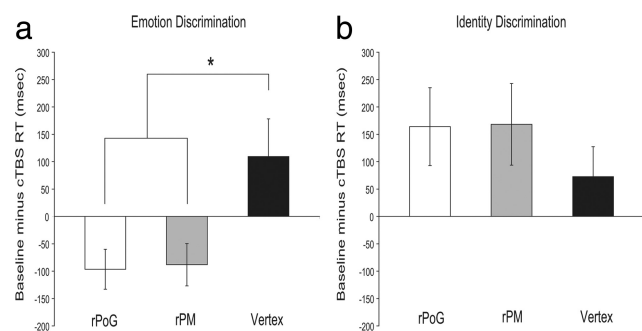 a
Emotion Discrimination
Baseline minus cTBS RT (msec)
300
250
200
150
100
50
0
-50
-100
-150
-200
*
rPoG rPM Vertex
b
Identity Discrimination
Baseline minus cTBS RT (msec)
300
250
200
150
100
50
0
-50
-100
-150
-200
rPoG rPM Vertex